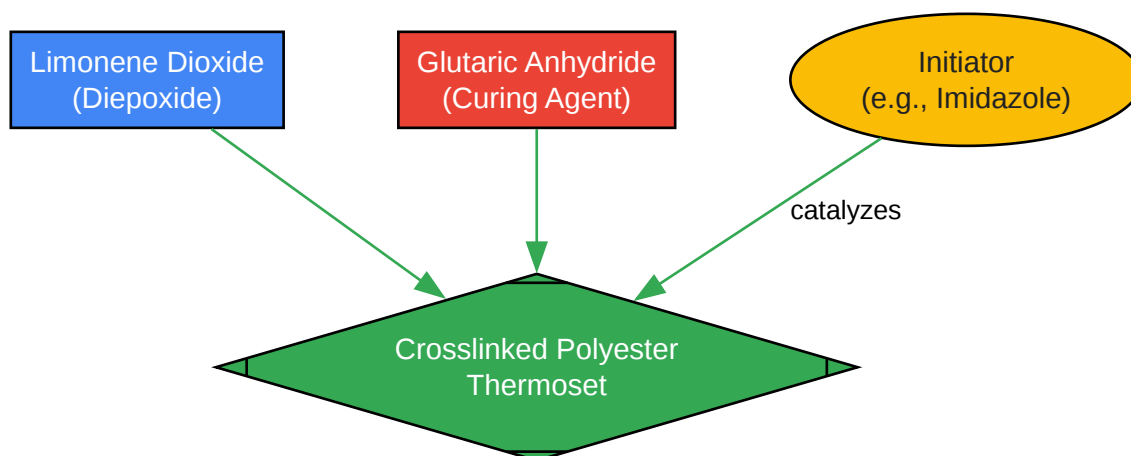 Limonene Dioxide
(Diepoxide)
Glutaric Anhydride
(Curing Agent)
Initiator
(e.g., Imidazole)
catalyzes
Crosslinked Polyester
Thermoset